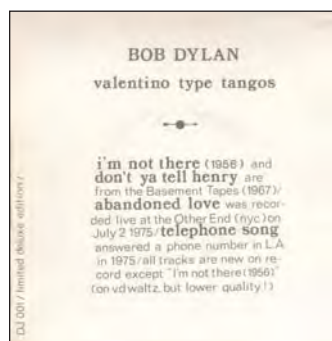 BOB DYLAN
valentino type tangos
i'm not there (1956) and
don't ya tell henry are
from the Basement Tapes (1967)/
abandoned love was recor-
ded live at the Other End (nyc) on
July 2 1975/telephone song
answered a phone number in L.A
in 1975/all tracks are new on re-
cord except "I'm not there (1956)"
(on vd waltz, but lower quality!)
DJ 001/limited deluxe edition/